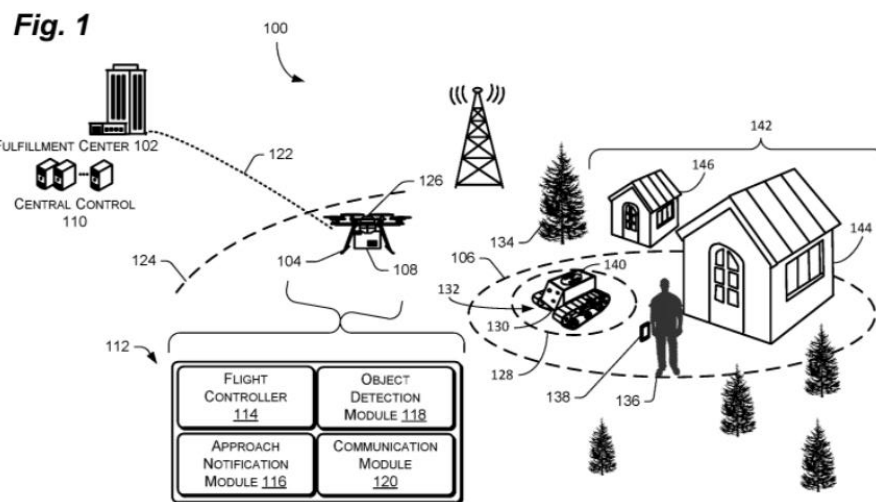 Fig. 1
100
FULFILLMENT CENTER 102
CENTRAL CONTROL
110
122
126
124
104
108
134
106
132
130
128
140
138
136
142
146
144
112
FLIGHT
CONTROLLER
114
OBJECT
DETECTION
MODULE 118
APPROACH
NOTIFICATION
MODULE 116
COMMUNICATION
MODULE
120